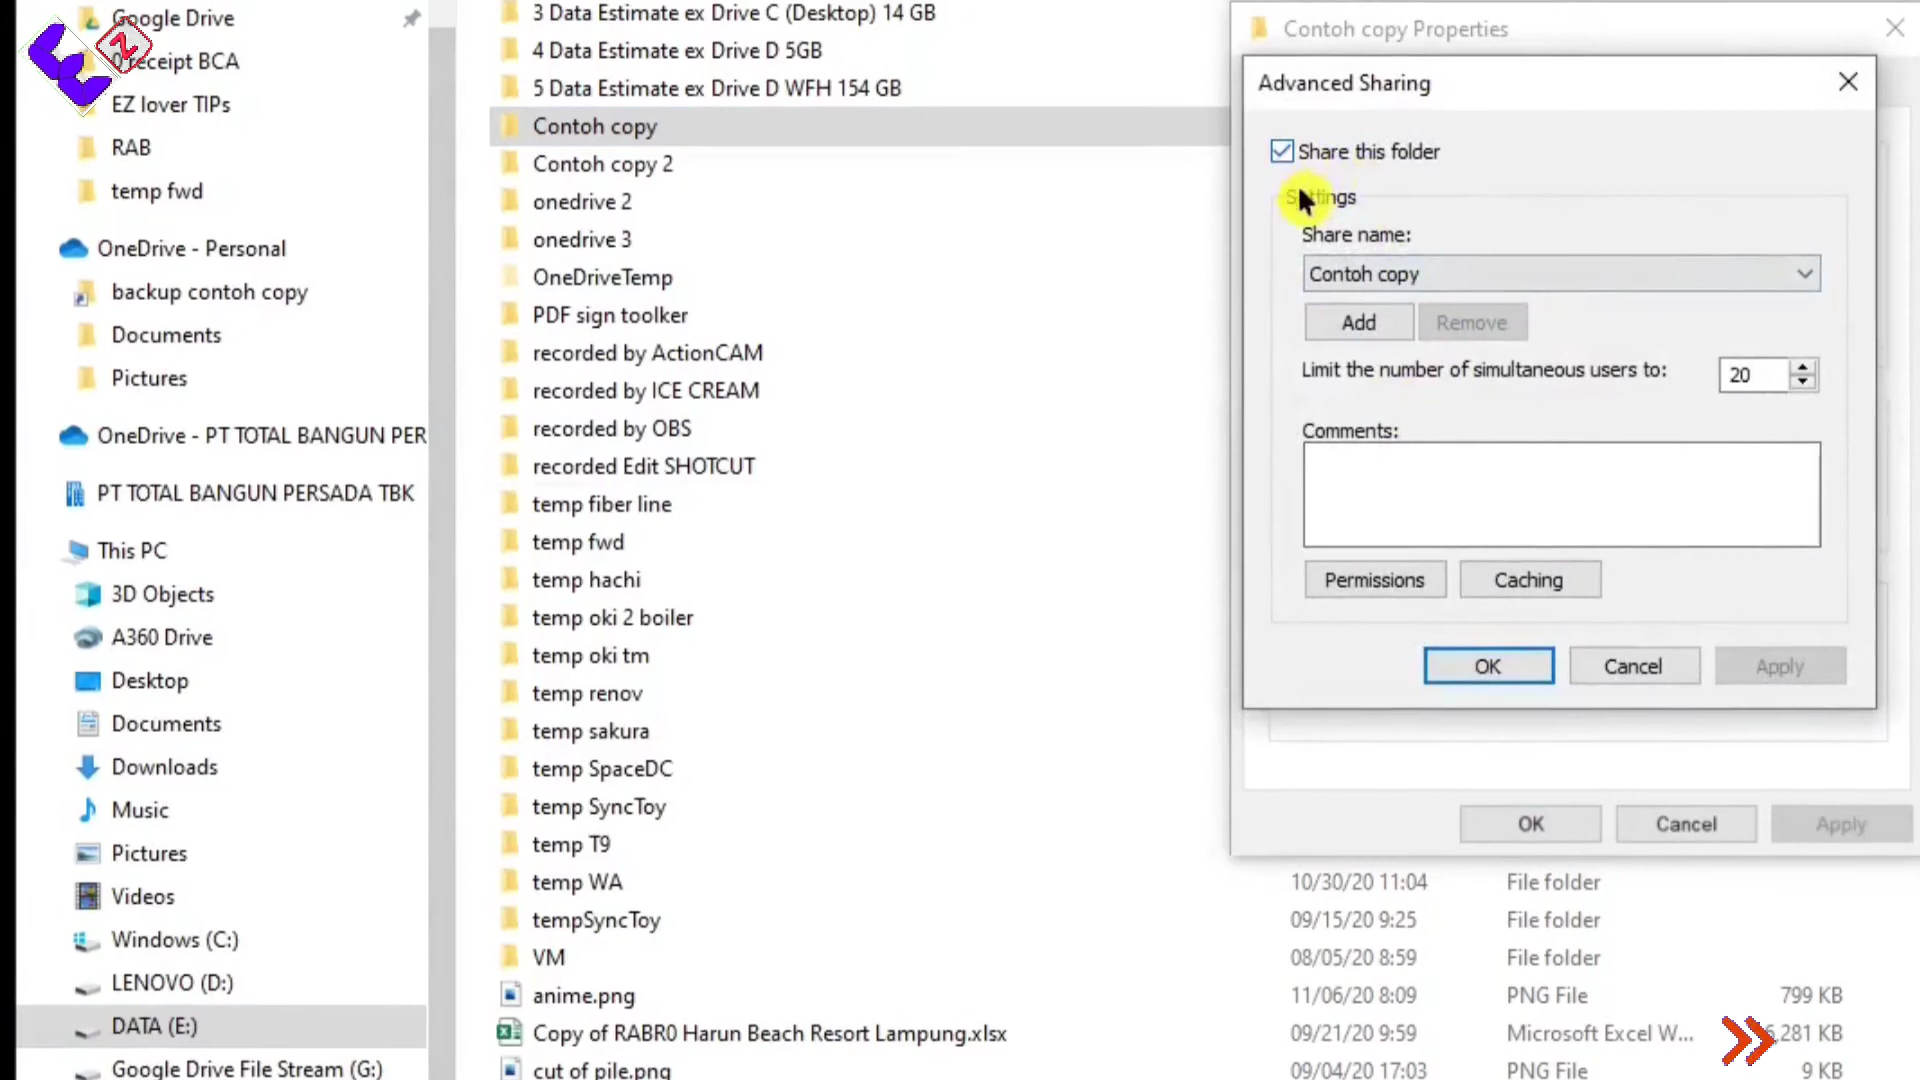 Google Drive
receipt BCA
EZ lover TIPs
RAB
temp fwd
OneDrive - Personal
backup contoh copy
Documents
Pictures
OneDrive - PT TOTAL BANGUN PER
PT TOTAL BANGUN PERSADA TBK
This PC
3D Objects
A360 Drive
Desktop
Documents
Downloads
Music
Pictures
Videos
Windows (C:)
LENOVO (D:)
DATA (E:)
Google Drive File Stream (G:)
3 Data Estimate ex Drive C (Desktop) 14 GB
4 Data Estimate ex Drive D 5GB
5 Data Estimate ex Drive D WFH 154 GB
Contoh copy
Contoh copy 2
onedrive 2
onedrive 3
OneDriveTemp
PDF sign toolker
recorded by ActionCAM
recorded by ICE CREAM
recorded by OBS
recorded Edit SHOTCUT
temp fiber line
temp fwd
temp hachi
temp oki 2 boiler
temp oki tm
temp renov
temp sakura
temp SpaceDC
temp SyncToy
temp T9
temp WA 10/30/20 11:04 File folder
tempSyncToy 09/15/20 9:25 File folder
VM 08/05/20 8:59 File folder
anime.png 11/06/20 8:09 PNG File 799 KB
Copy of RABR0 Harun Beach Resort Lampung.xlsx 09/21/20 9:59 Microsoft Excel W... 6,281 KB
cut of pile.png 09/04/20 17:03 PNG File 9 KB
Contoh copy Properties
Advanced Sharing
Share this folder
Settings
Share name:
Contoh copy
Add Remove
Limit the number of simultaneous users to: 20
Comments:
Permissions Caching
OK Cancel Apply
OK Cancel Apply